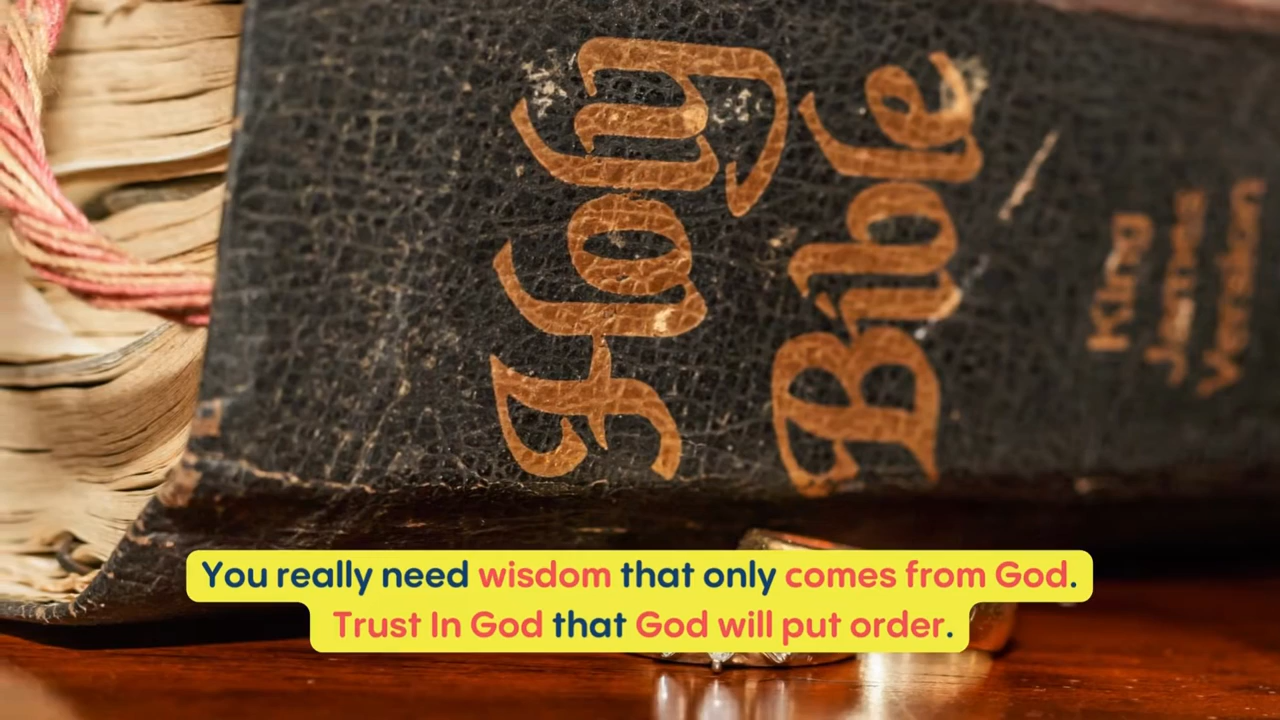 Holy
Bible
King
James
Version
You really need wisdom that only comes from God.
Trust In God that God will put order.